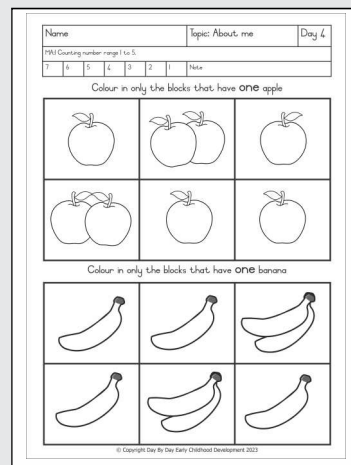 Name Topic: About me Day 4
MA.1 Counting number range 1 to 5.
7 6 5 4 3 2 1 Note
Colour in only the blocks that have one apple
Colour in only the blocks that have one banana
© Copyright Day By Day Early Childhood Development 2023